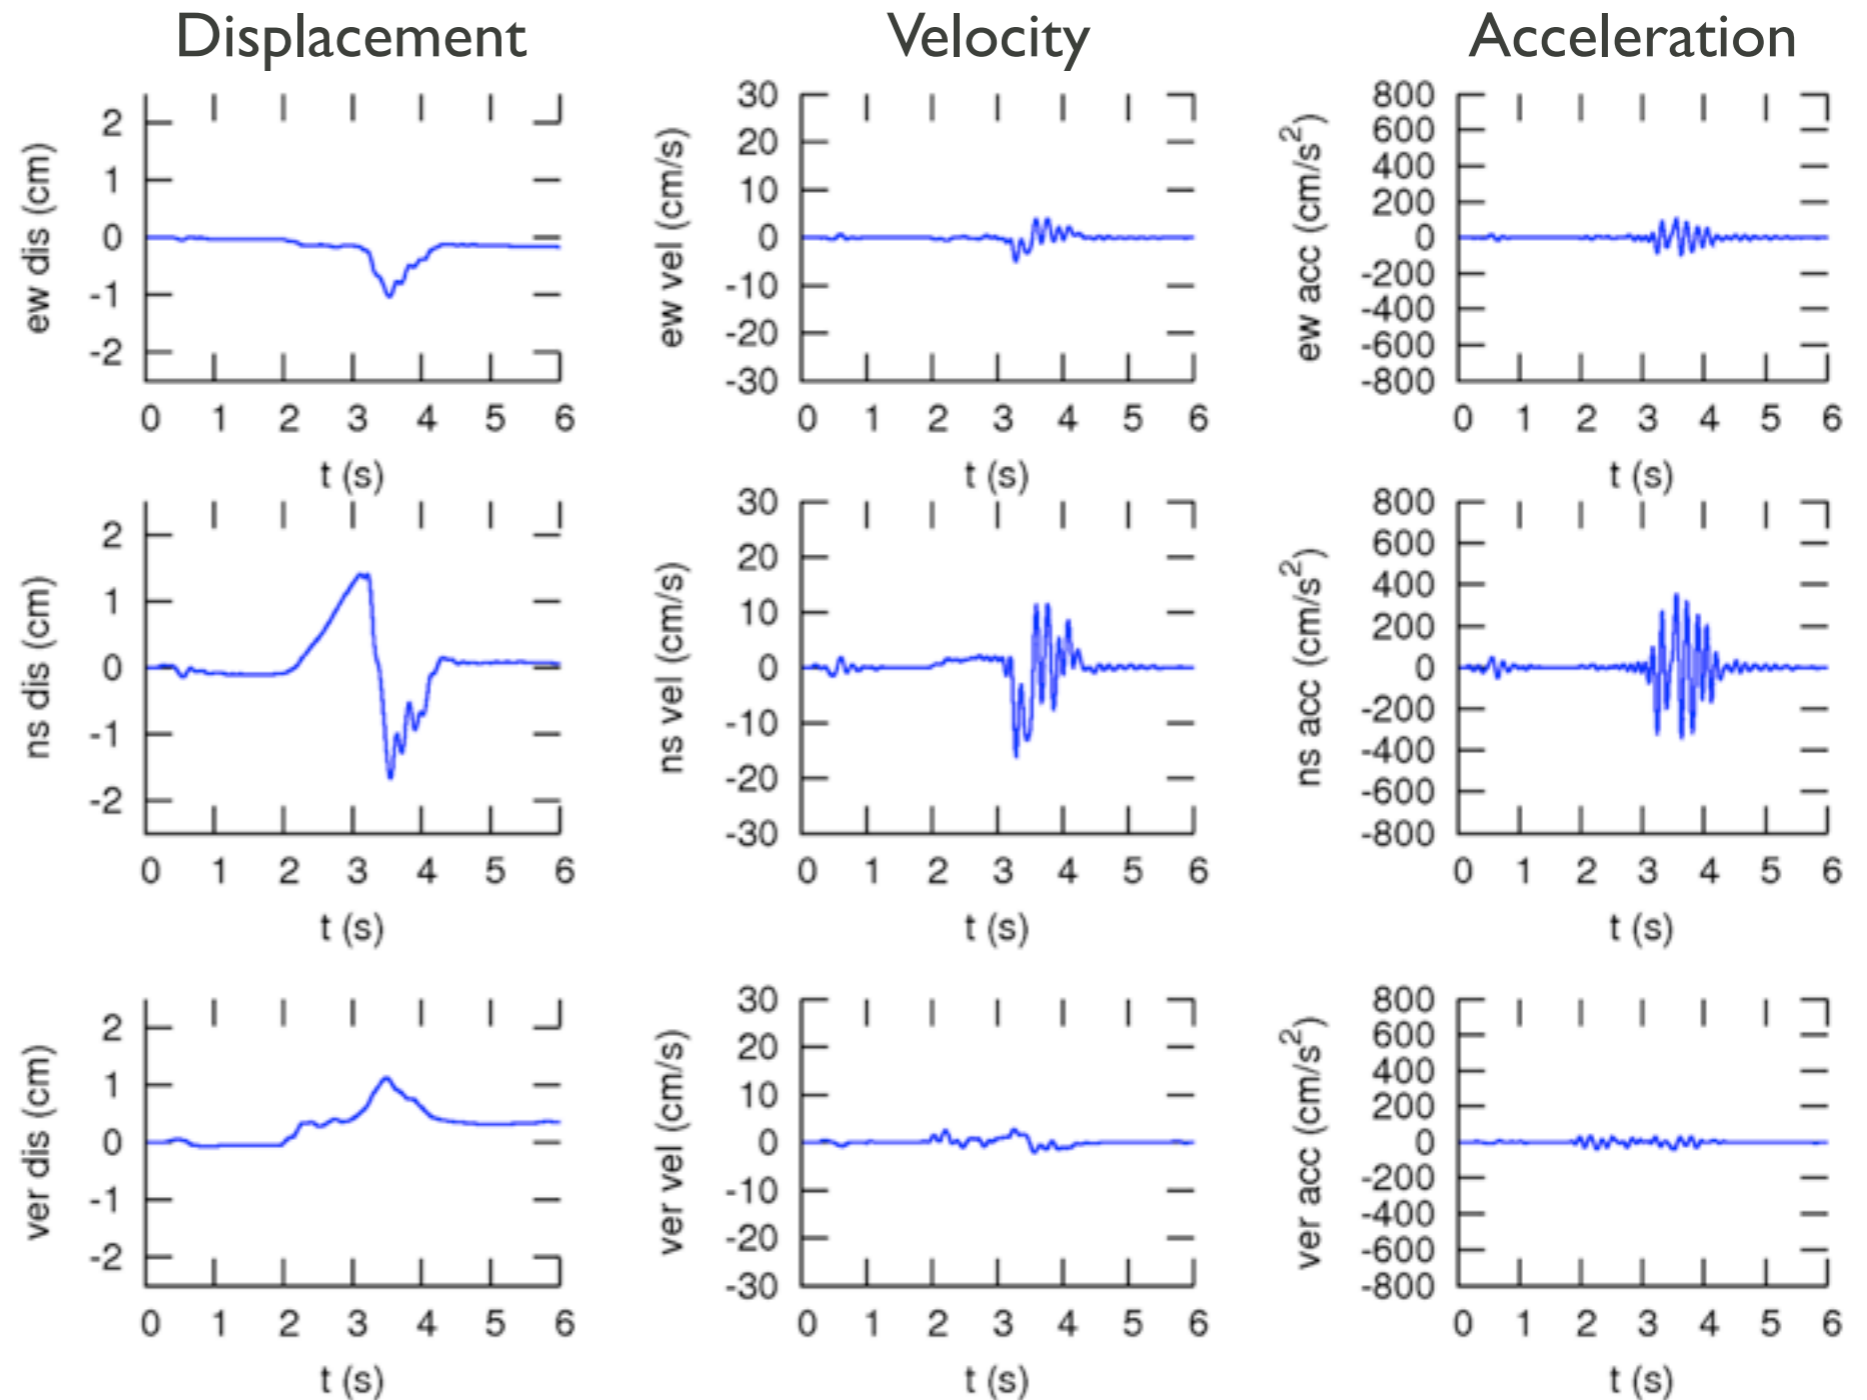 Displacement
Velocity
Acceleration
ew dis (cm)
2
1
0
-1
-2
0 1 2 3 4 5 6
t (s)
ew vel (cm/s)
30
20
10
0
-10
-20
-30
0 1 2 3 4 5 6
t (s)
ew acc (cm/s²)
800
600
400
200
0
-200
-400
-600
-800
0 1 2 3 4 5 6
t (s)
ns dis (cm)
2
1
0
-1
-2
0 1 2 3 4 5 6
t (s)
ns vel (cm/s)
30
20
10
0
-10
-20
-30
0 1 2 3 4 5 6
t (s)
ns acc (cm/s²)
800
600
400
200
0
-200
-400
-600
-800
0 1 2 3 4 5 6
t (s)
ver dis (cm)
2
1
0
-1
-2
0 1 2 3 4 5 6
t (s)
ver vel (cm/s)
30
20
10
0
-10
-20
-30
0 1 2 3 4 5 6
t (s)
ver acc (cm/s²)
800
600
400
200
0
-200
-400
-600
-800
0 1 2 3 4 5 6
t (s)